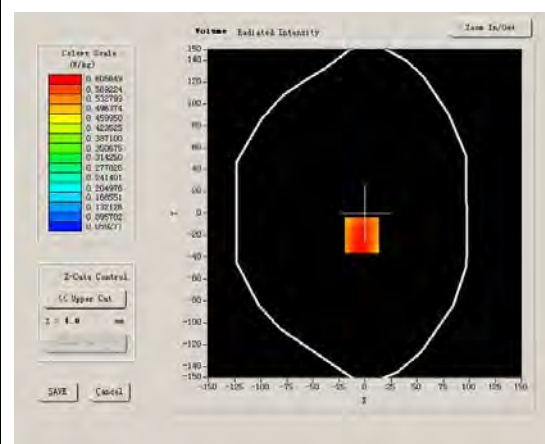 Volume Radiated Intensity
Zoom In/Out
Colors Scale
(W/kg)
0.605649
0.569224
0.532799
0.496374
0.459950
0.423525
0.387100
0.350675
0.314250
0.277826
0.241401
0.204976
0.168551
0.132126
0.095702
Z-Cuts Control
<< Upper Cut
mm
SAVE
Cancel
150
140
120
100
80
60
40
20
0
-20
-40
-60
-80
-100
-120
-140
-150
-150 -125 -100 -75 -50 -25 0 25 50 75 100 125 150
Y
X